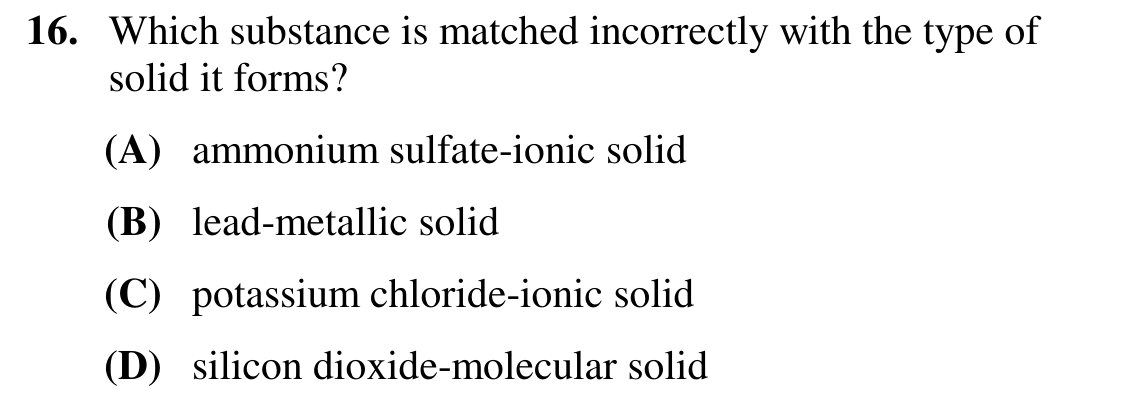 16. Which substance is matched incorrectly with the type of
solid it forms?
(A) ammonium sulfate-ionic solid
(B) lead-metallic solid
(C) potassium chloride-ionic solid
(D) silicon dioxide-molecular solid